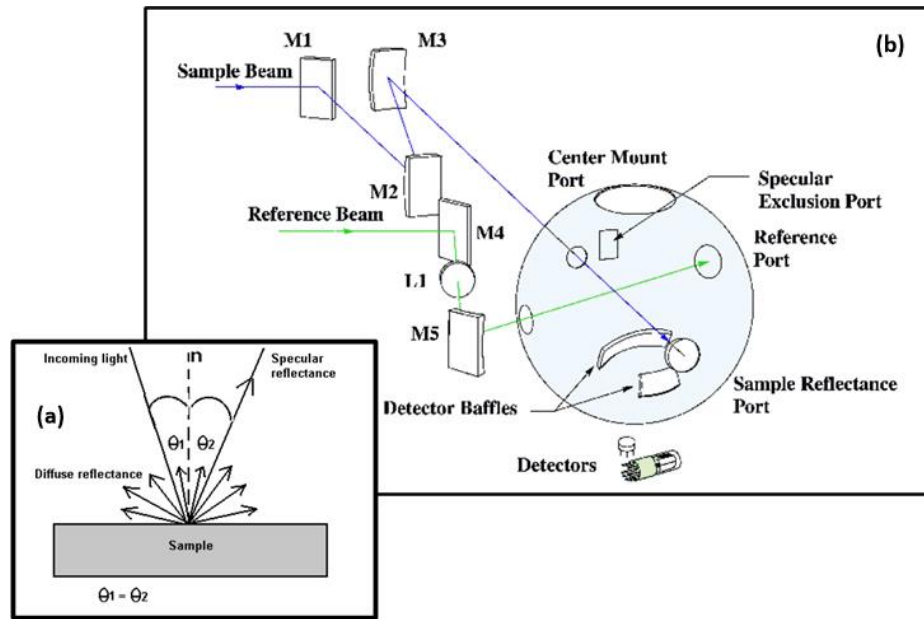 (b)
M1
M3
Sample Beam
M2
Reference Beam
M4
L1
M5
Center Mount
Port
Specular
Exclusion Port
Reference
Port
Sample Reflectance
Port
Detector Baffles
Detectors
(a)
Incoming light
n
Specular
reflectance
θ1 θ2
Diffuse reflectance
Sample
θ1 = θ2